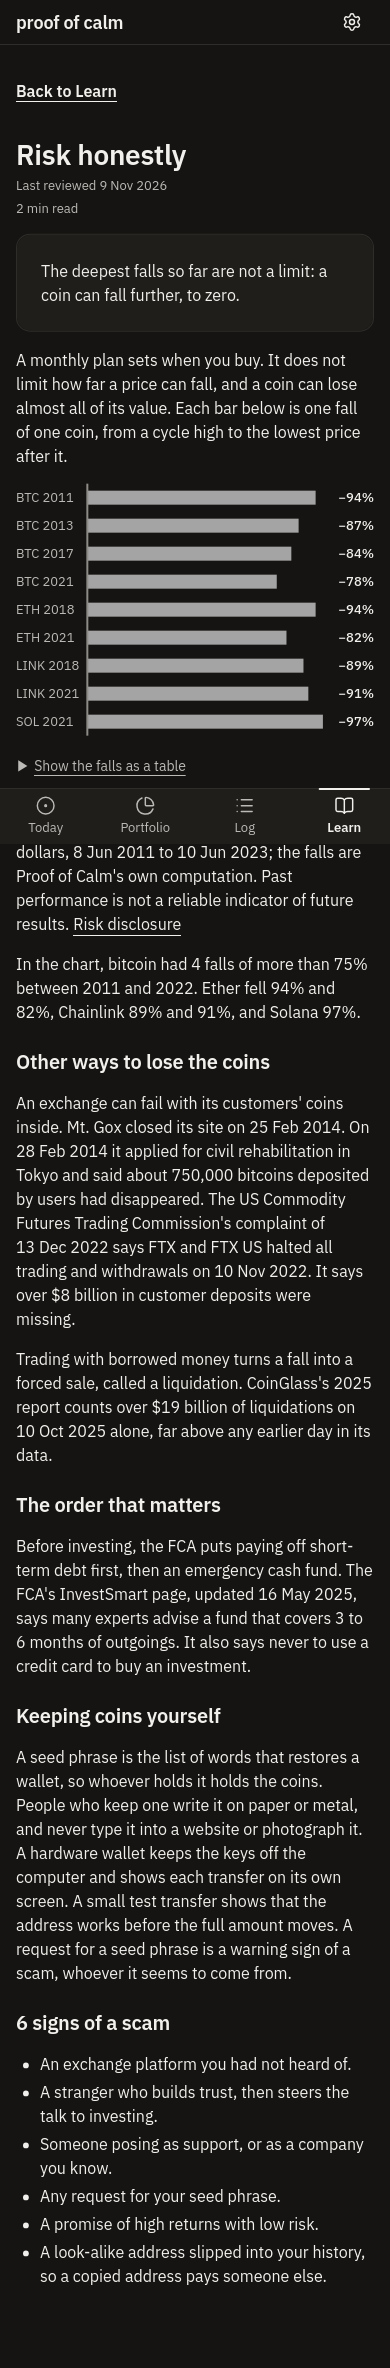 proof of calm
Back to Learn
Risk honestly
Last reviewed 9 Nov 2026
2 min read
The deepest falls so far are not a limit: a
coin can fall further, to zero.
A monthly plan sets when you buy. It does not
limit how far a price can fall, and a coin can lose
almost all of its value. Each bar below is one fall
of one coin, from a cycle high to the lowest price
after it.
BTC 2011 −94%
BTC 2013 −87%
BTC 2017 −84%
BTC 2021 −78%
ETH 2018 −94%
ETH 2021 −82%
LINK 2018 −89%
LINK 2021 −91%
SOL 2021 −97%
Show the falls as a table
Today Portfolio Log Learn
dollars, 8 Jun 2011 to 10 Jun 2023; the falls are
Proof of Calm's own computation. Past
performance is not a reliable indicator of future
results. Risk disclosure
In the chart, bitcoin had 4 falls of more than 75%
between 2011 and 2022. Ether fell 94% and
82%, Chainlink 89% and 91%, and Solana 97%.
Other ways to lose the coins
An exchange can fail with its customers' coins
inside. Mt. Gox closed its site on 25 Feb 2014. On
28 Feb 2014 it applied for civil rehabilitation in
Tokyo and said about 750,000 bitcoins deposited
by users had disappeared. The US Commodity
Futures Trading Commission's complaint of
13 Dec 2022 says FTX and FTX US halted all
trading and withdrawals on 10 Nov 2022. It says
over $8 billion in customer deposits were
missing.
Trading with borrowed money turns a fall into a
forced sale, called a liquidation. CoinGlass's 2025
report counts over $19 billion of liquidations on
10 Oct 2025 alone, far above any earlier day in its
data.
The order that matters
Before investing, the FCA puts paying off short-
term debt first, then an emergency cash fund. The
FCA's InvestSmart page, updated 16 May 2025,
says many experts advise a fund that covers 3 to
6 months of outgoings. It also says never to use a
credit card to buy an investment.
Keeping coins yourself
A seed phrase is the list of words that restores a
wallet, so whoever holds it holds the coins.
People who keep one write it on paper or metal,
and never type it into a website or photograph it.
A hardware wallet keeps the keys off the
computer and shows each transfer on its own
screen. A small test transfer shows that the
address works before the full amount moves. A
request for a seed phrase is a warning sign of a
scam, whoever it seems to come from.
6 signs of a scam
• An exchange platform you had not heard of.
• A stranger who builds trust, then steers the
talk to investing.
• Someone posing as support, or as a company
you know.
• Any request for your seed phrase.
• A promise of high returns with low risk.
• A look-alike address slipped into your history,
so a copied address pays someone else.